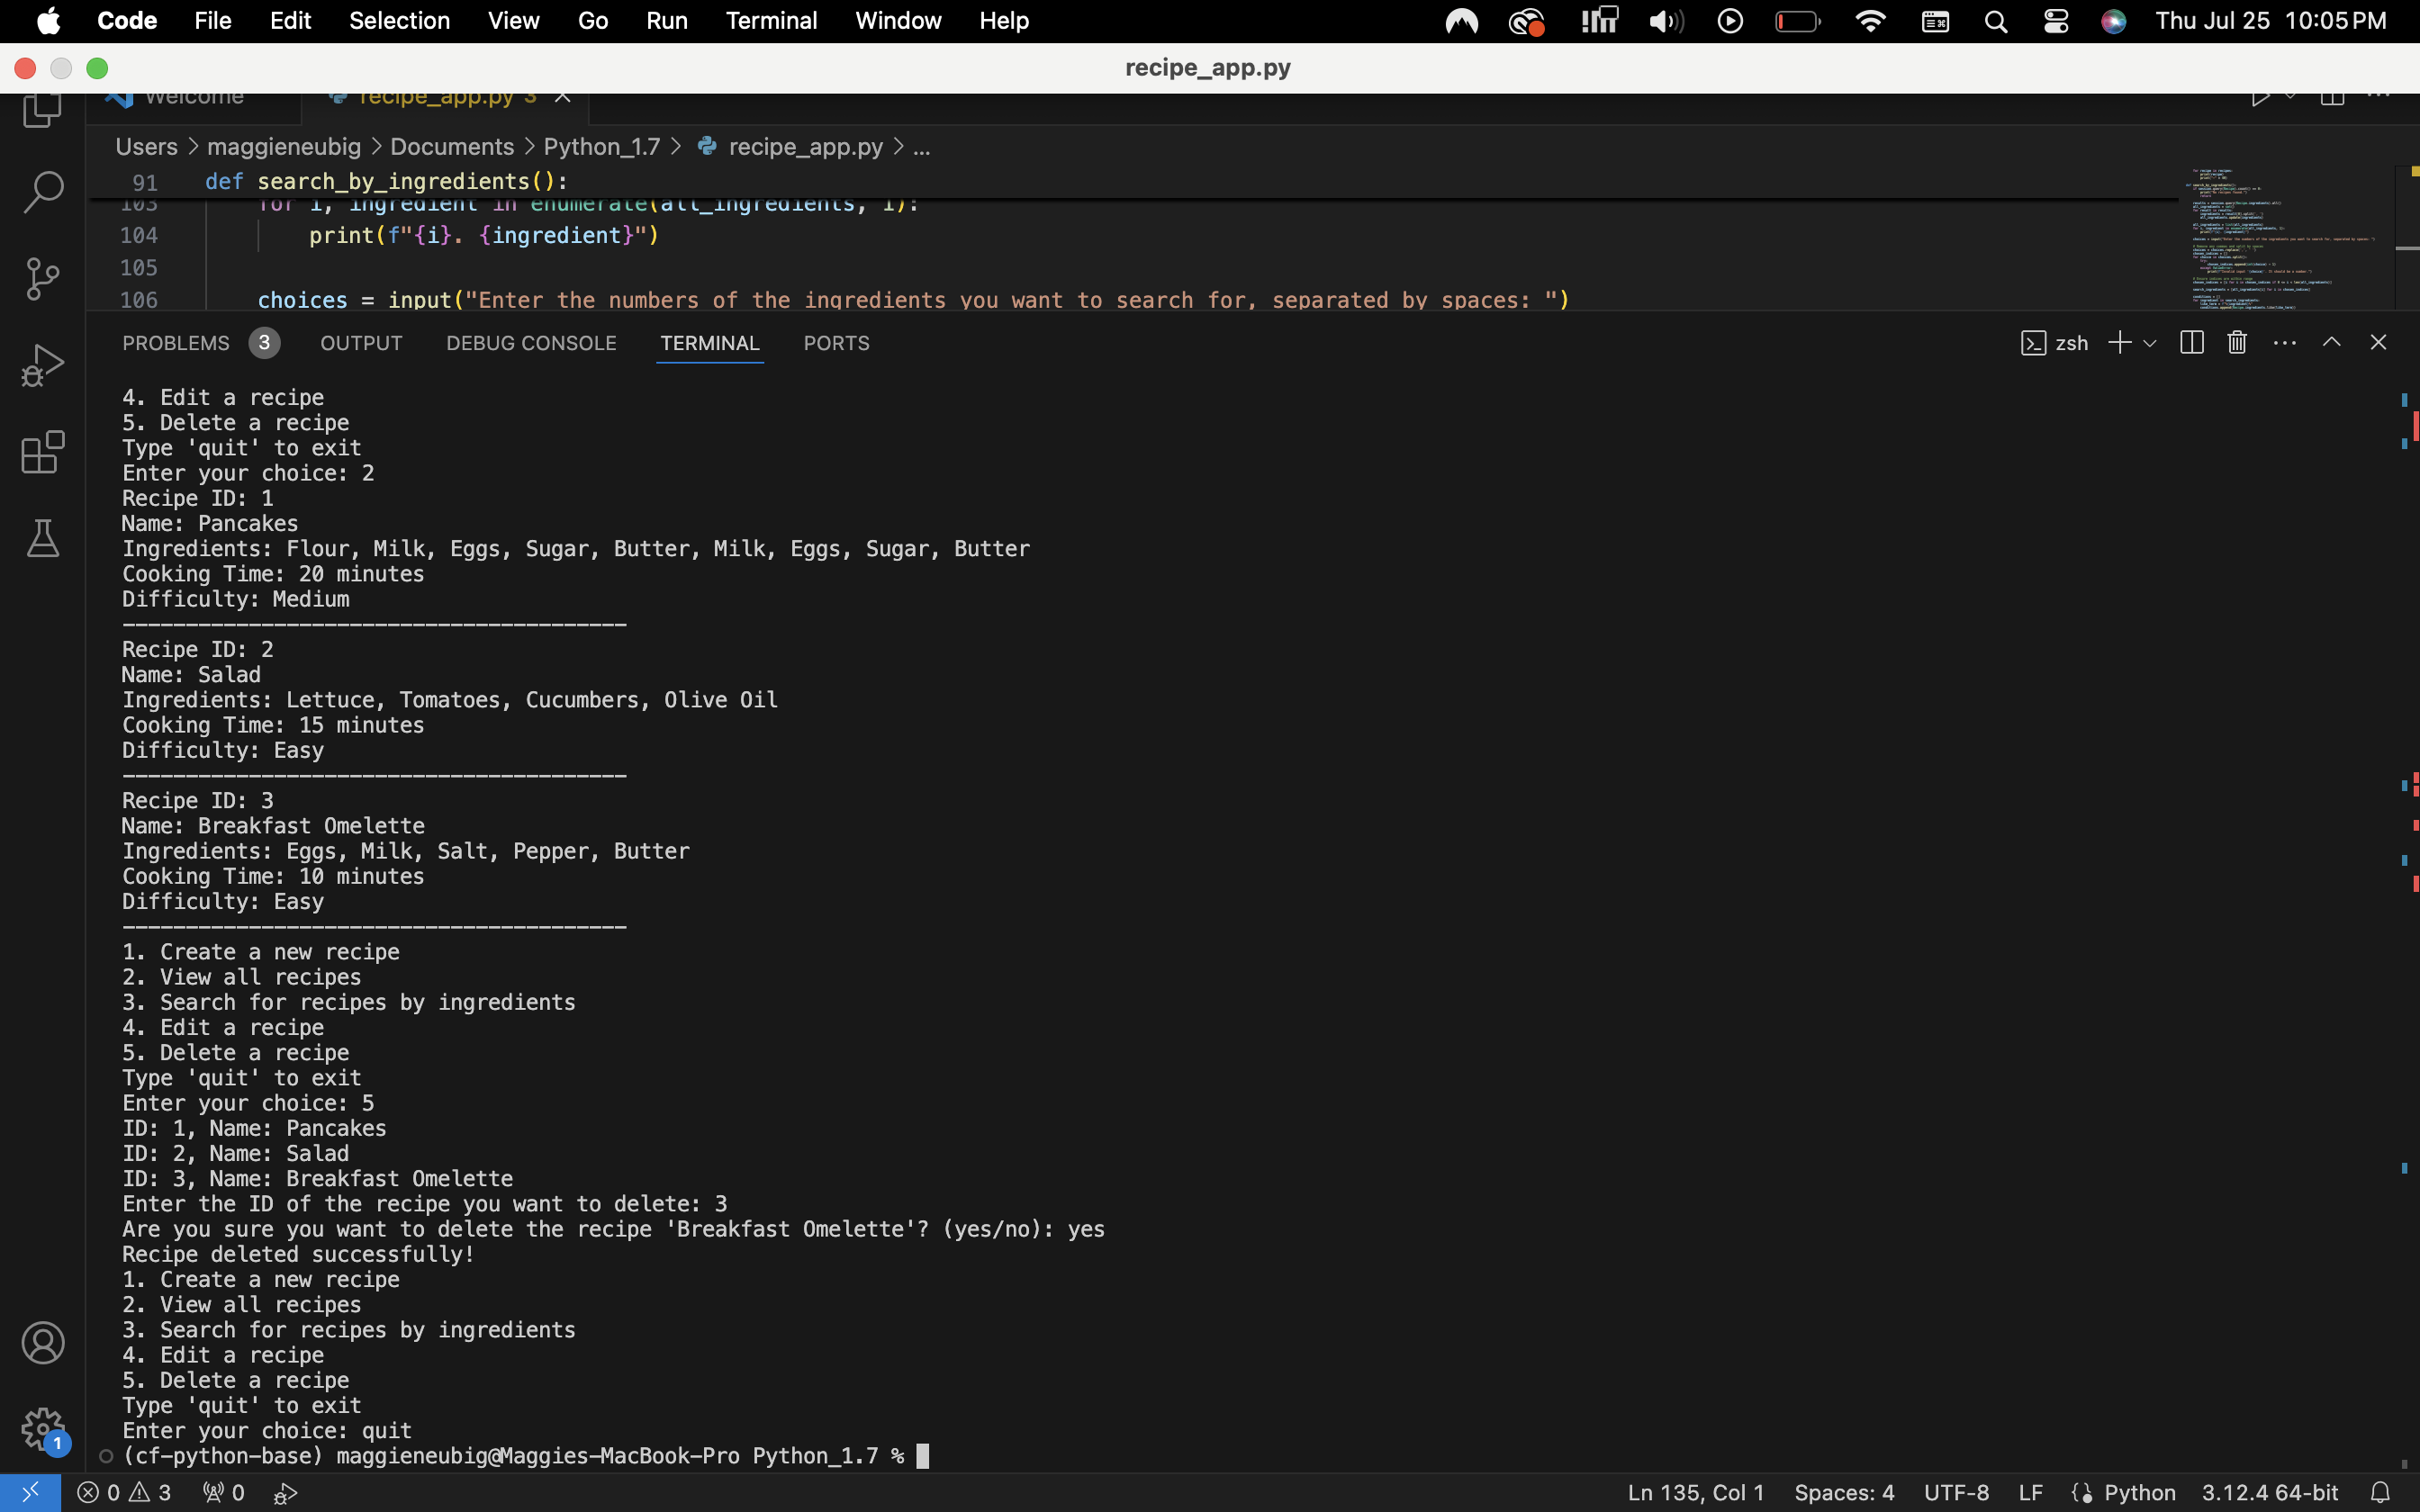 Code File Edit Selection View Go Run Terminal Window Help Thu Jul 25 10:05 PM
recipe_app.py
Welcome recipe_app.py 3
Users > maggieneubig > Documents > Python_1.7 > recipe_app.py > ...
91 def search_by_ingredients():
103 for i, ingredient in enumerate(all_ingredients, 1):
104 print(f"{i}. {ingredient}")
105
106 choices = input("Enter the numbers of the ingredients you want to search for, separated by spaces: ")
PROBLEMS 3 OUTPUT DEBUG CONSOLE TERMINAL PORTS zsh
4. Edit a recipe
5. Delete a recipe
Type 'quit' to exit
Enter your choice: 2
Recipe ID: 1
Name: Pancakes
Ingredients: Flour, Milk, Eggs, Sugar, Butter, Milk, Eggs, Sugar, Butter
Cooking Time: 20 minutes
Difficulty: Medium
----------------------------------------
Recipe ID: 2
Name: Salad
Ingredients: Lettuce, Tomatoes, Cucumbers, Olive Oil
Cooking Time: 15 minutes
Difficulty: Easy
----------------------------------------
Recipe ID: 3
Name: Breakfast Omelette
Ingredients: Eggs, Milk, Salt, Pepper, Butter
Cooking Time: 10 minutes
Difficulty: Easy
----------------------------------------
1. Create a new recipe
2. View all recipes
3. Search for recipes by ingredients
4. Edit a recipe
5. Delete a recipe
Type 'quit' to exit
Enter your choice: 5
ID: 1, Name: Pancakes
ID: 2, Name: Salad
ID: 3, Name: Breakfast Omelette
Enter the ID of the recipe you want to delete: 3
Are you sure you want to delete the recipe 'Breakfast Omelette'? (yes/no): yes
Recipe deleted successfully!
1. Create a new recipe
2. View all recipes
3. Search for recipes by ingredients
4. Edit a recipe
5. Delete a recipe
Type 'quit' to exit
Enter your choice: quit
(cf-python-base) maggieneubig@Maggies-MacBook-Pro Python_1.7 %
1
0 3 0 Ln 135, Col 1 Spaces: 4 UTF-8 LF Python 3.12.4 64-bit